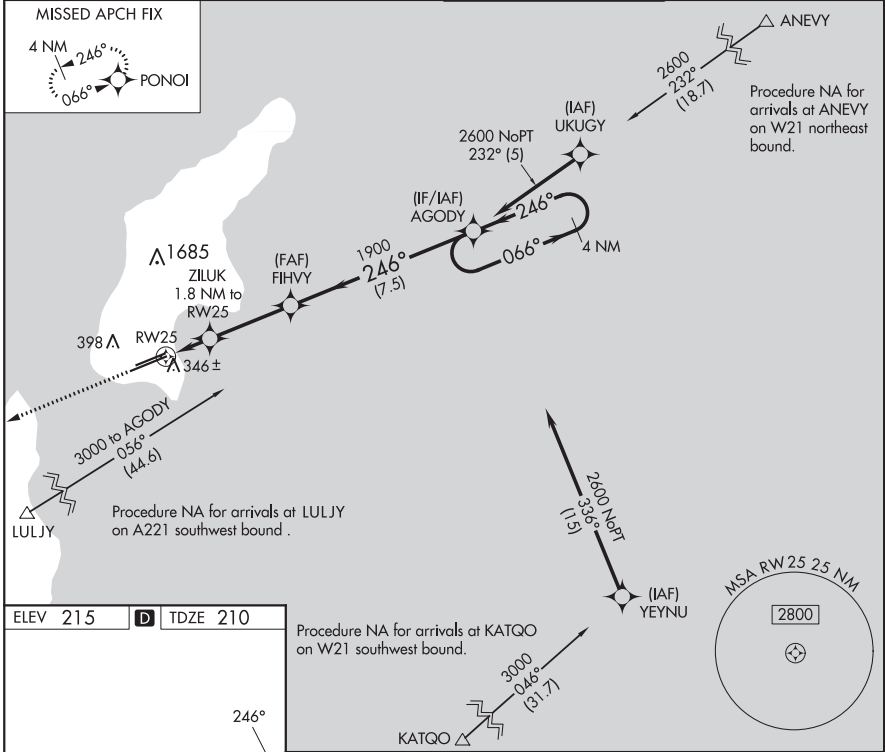 MISSED APCH FIX
4 NM
246°
066°
PONOI
ANEVY
2600
232°
(18.7)
Procedure NA for
arrivals at ANEVY
on W21 northeast
bound.
(IAF)
UKUGY
2600 NoPT
232° (5)
(IF/IAF)
AGODY
246°
066°
4 NM
1900
246°
(7.5)
(FAF)
FIHVY
1685
ZILUK
1.8 NM to
RW25
398
RW25
346±
3000 to AGODY
056°
(44.6)
LULJY
Procedure NA for arrivals at LULJY
on A221 southwest bound .
2600 NoPT
336°
(15)
(IAF)
YEYNU
MSA RW25 25 NM
2800
ELEV 215
D
TDZE 210
246°
Procedure NA for arrivals at KATQO
on W21 southwest bound.
3000
046°
(31.7)
KATQO